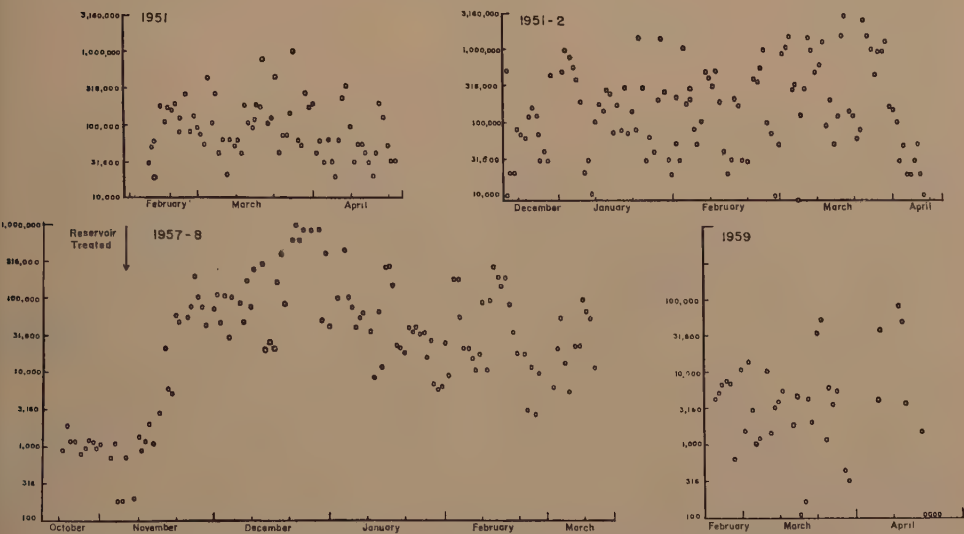 1951
3,160,000
1,000,000
316,000
100,000
31,600
10,000
February
March
April
1951-2
3,160,000
1,000,000
316,000
100,000
31,600
10,000
December
January
February
March
April
1957-8
Reservoir
Treated
1,000,000
316,000
100,000
31,600
10,000
3,160
1,000
316
100
October
November
December
January
February
March
1959
100,000
10,000
3,160
1,000
316
100
February
March
April